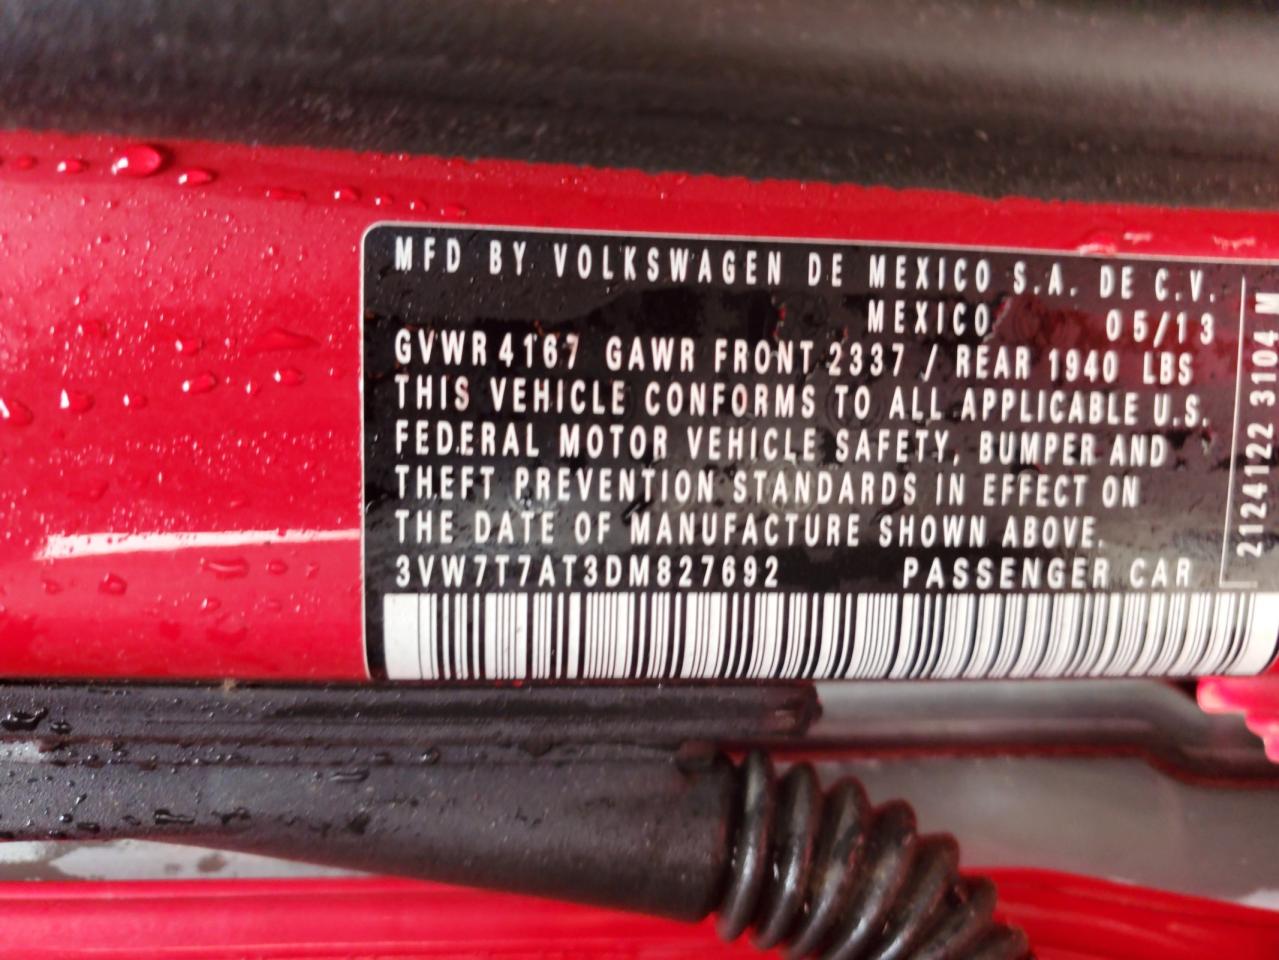 MFD BY VOLKSWAGEN DE MEXICO S.A. DE C.V.
MEXICO 05/13
GVWR 4167 GAWR FRONT 2337 / REAR 1940 LBS
THIS VEHICLE CONFORMS TO ALL APPLICABLE U.S.
FEDERAL MOTOR VEHICLE SAFETY, BUMPER AND
THEFT PREVENTION STANDARDS IN EFFECT ON
THE DATE OF MANUFACTURE SHOWN ABOVE.
3VW7T7AT3DM827692 PASSENGER CAR
2124122 3104 M